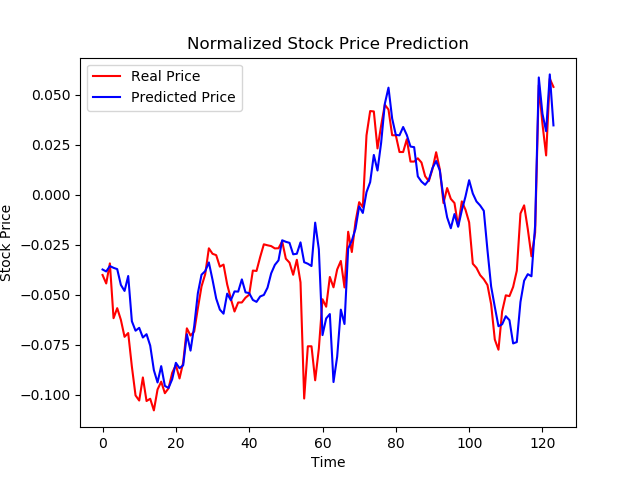 Normalized Stock Price Prediction
Real Price
Predicted Price
Stock Price
0.050
0.025
0.000
−0.025
−0.050
−0.075
−0.100
0 20 40 60 80 100 120
Time